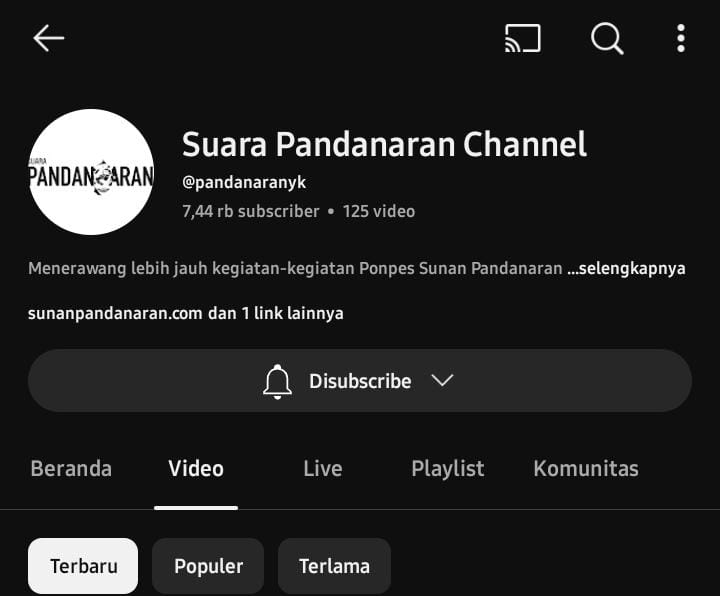 SUARA
PANDANARAN
Suara Pandanaran Channel
@pandanaranyk
7,44 rb subscriber • 125 video
Menerawang lebih jauh kegiatan-kegiatan Ponpes Sunan Pandanaran ...selengkapnya
sunanpandanaran.com dan 1 link lainnya
Disubscribe
Beranda Video Live Playlist Komunitas
Terbaru Populer Terlama